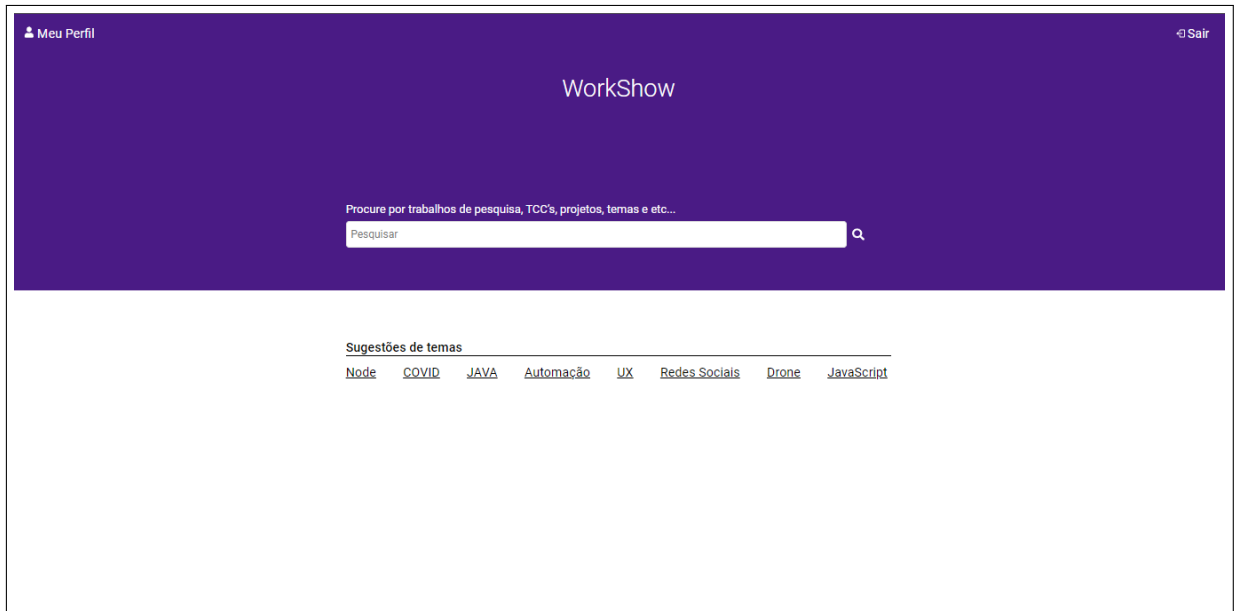 Meu Perfil
Sair
WorkShow
Procure por trabalhos de pesquisa, TCC's, projetos, temas e etc...
Pesquisar
Sugestões de temas
Node COVID JAVA Automação UX Redes Sociais Drone JavaScript